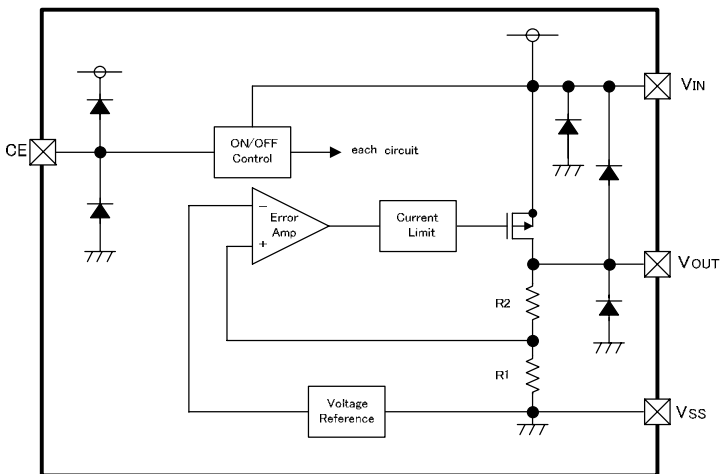 VIN
CE
ON/OFF
Control
each circuit
−
Error
Amp
+
Current
Limit
VOUT
R2
R1
Voltage
Reference
VSS